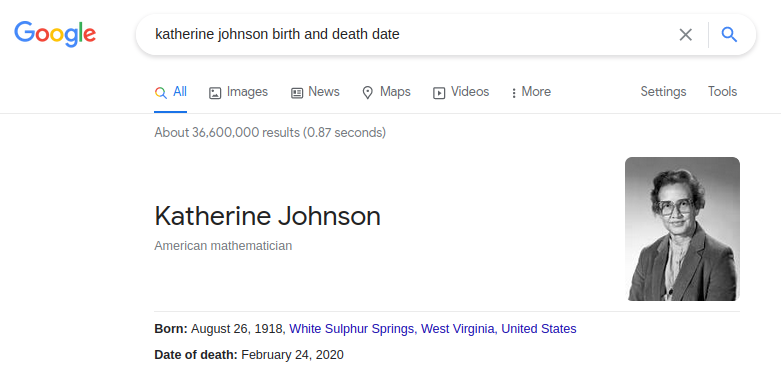 Google
katherine johnson birth and death date
All Images News Maps Videos More Settings Tools
About 36,600,000 results (0.87 seconds)
Katherine Johnson
American mathematician
Born: August 26, 1918, White Sulphur Springs, West Virginia, United States
Date of death: February 24, 2020